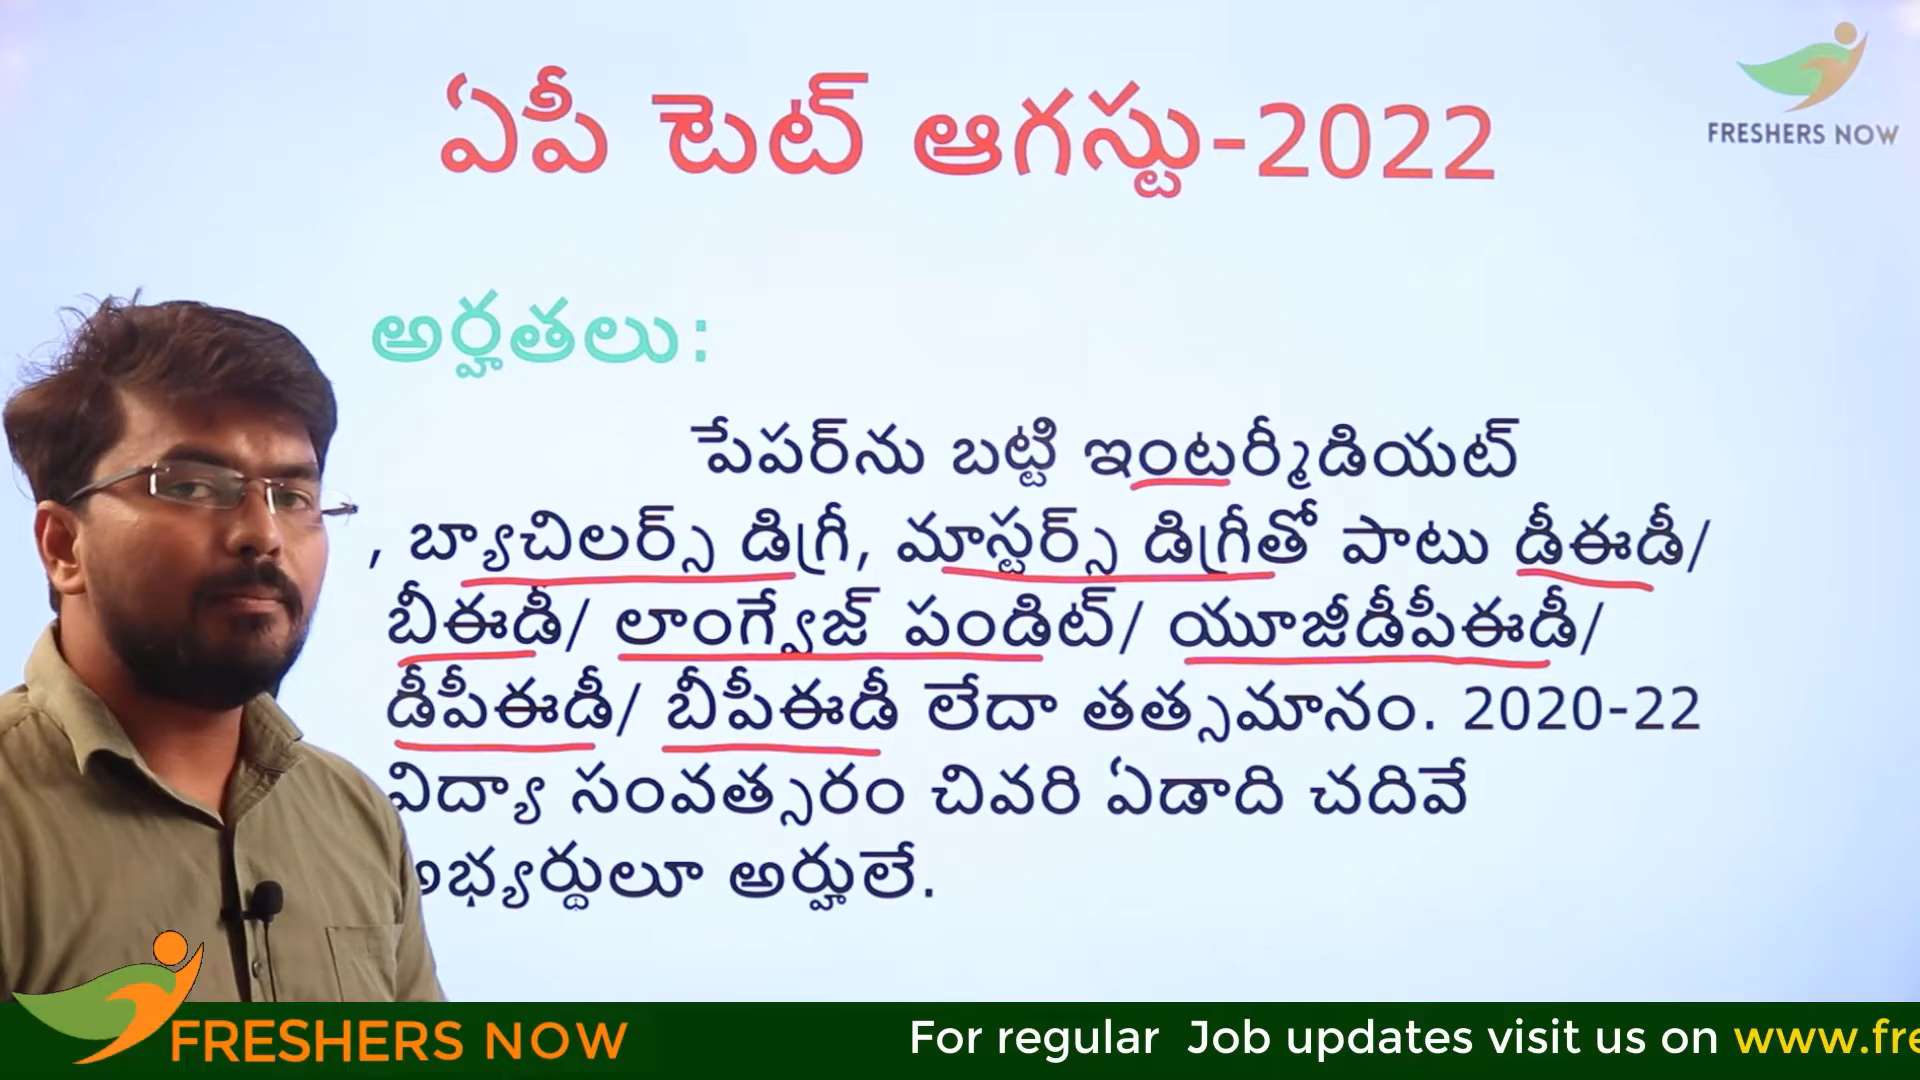 ఏపీ టెట్ ఆగస్టు-2022
FRESHERS NOW
అర్హతలు:
పేపర్‌ను బట్టి ఇంటర్మీడియట్
, బ్యాచిలర్స్ డిగ్రీ, మాస్టర్స్ డిగ్రీతో పాటు డీఈడీ/
బీఈడీ/ లాంగ్వేజ్ పండిట్/ యూజీడీపీఈడీ/
డీపీఈడీ/ బీపీఈడీ లేదా తత్సమానం. 2020-22
విద్యా సంవత్సరం చివరి ఏడాది చదివే
అభ్యర్థులూ అర్హులే.
FRESHERS NOW
For regular Job updates visit us on www.fre